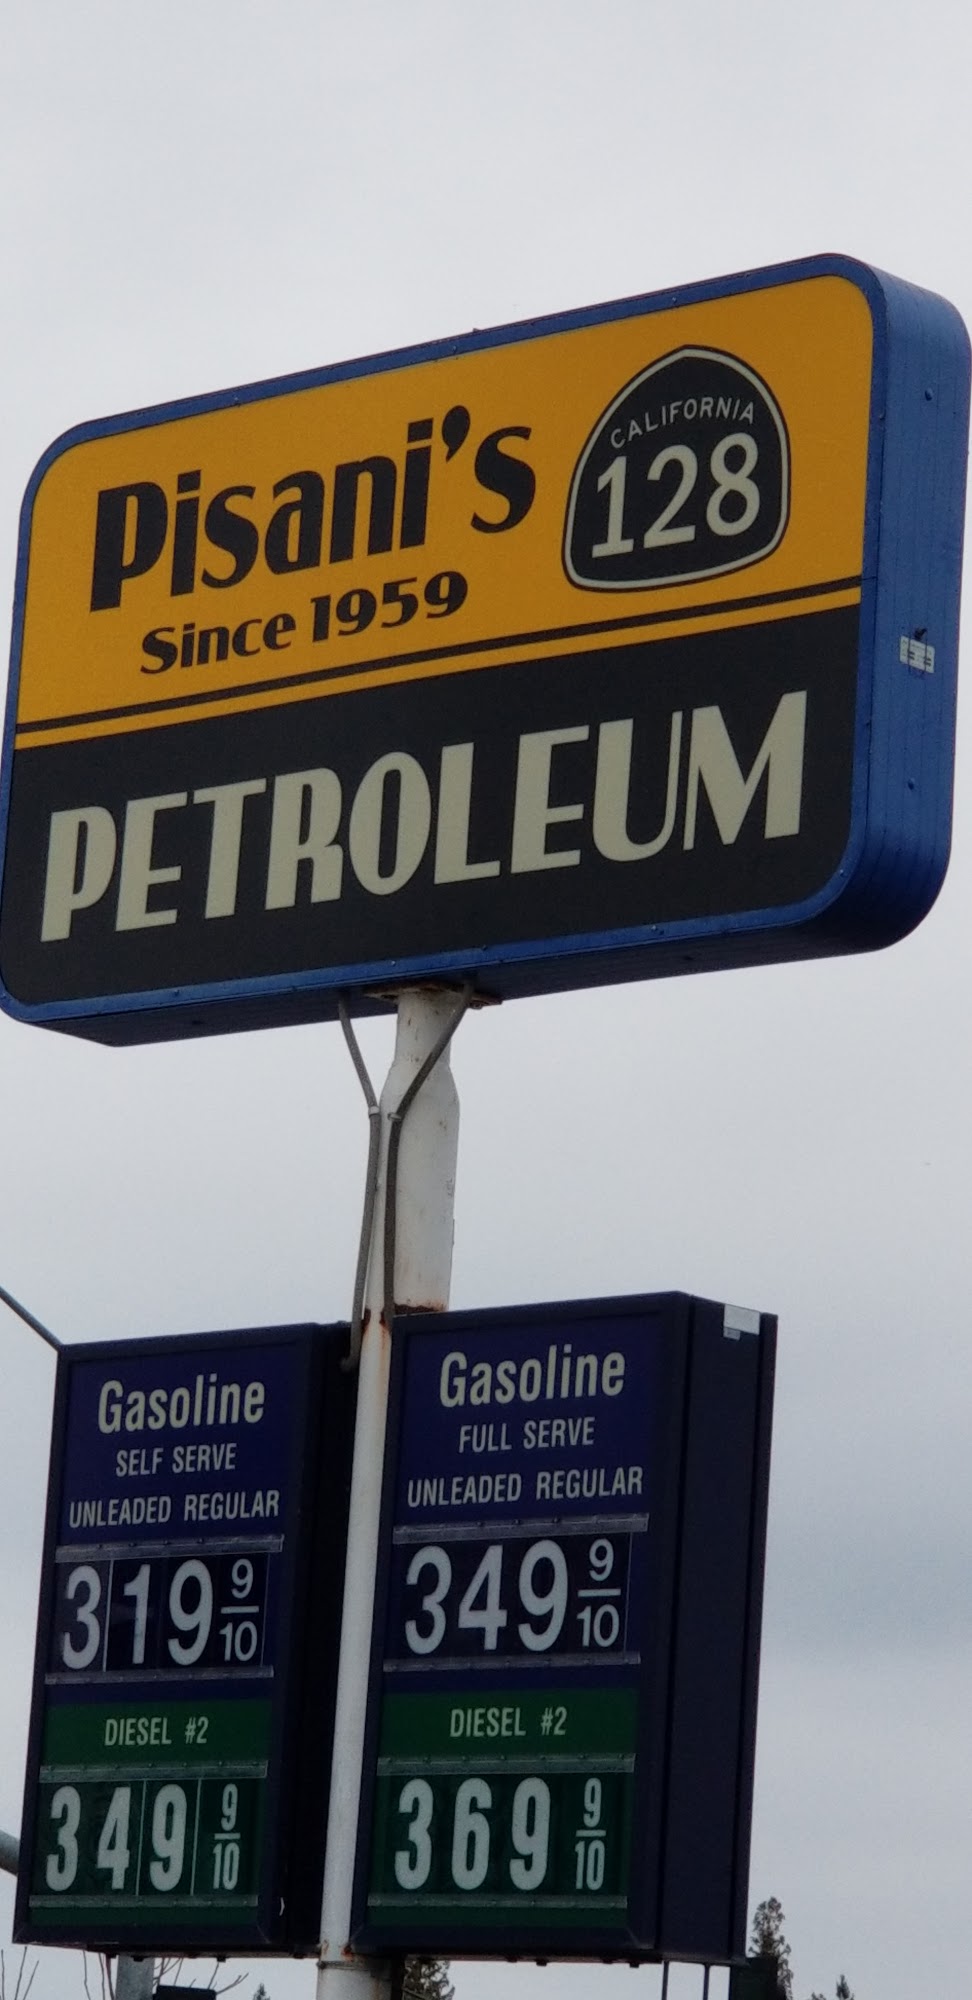 Pisani's
Since 1959
CALIFORNIA
128
PETROLEUM
Gasoline
SELF SERVE
UNLEADED REGULAR
319 9/10
DIESEL #2
349 9/10
Gasoline
FULL SERVE
UNLEADED REGULAR
349 9/10
DIESEL #2
369 9/10